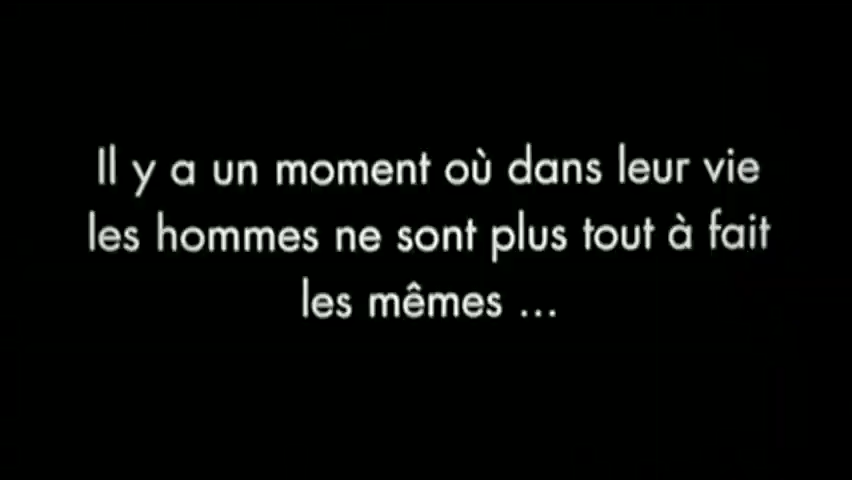 Il y a un moment où dans leur vie
les hommes ne sont plus tout à fait
les mêmes ...